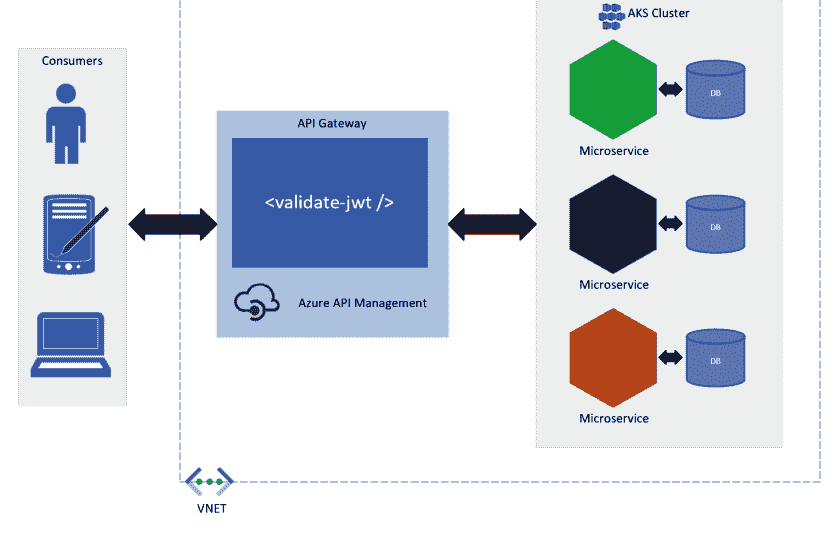 Consumers
API Gateway
<validate-jwt />
Azure API Management
AKS Cluster
DB
Microservice
DB
Microservice
DB
Microservice
VNET